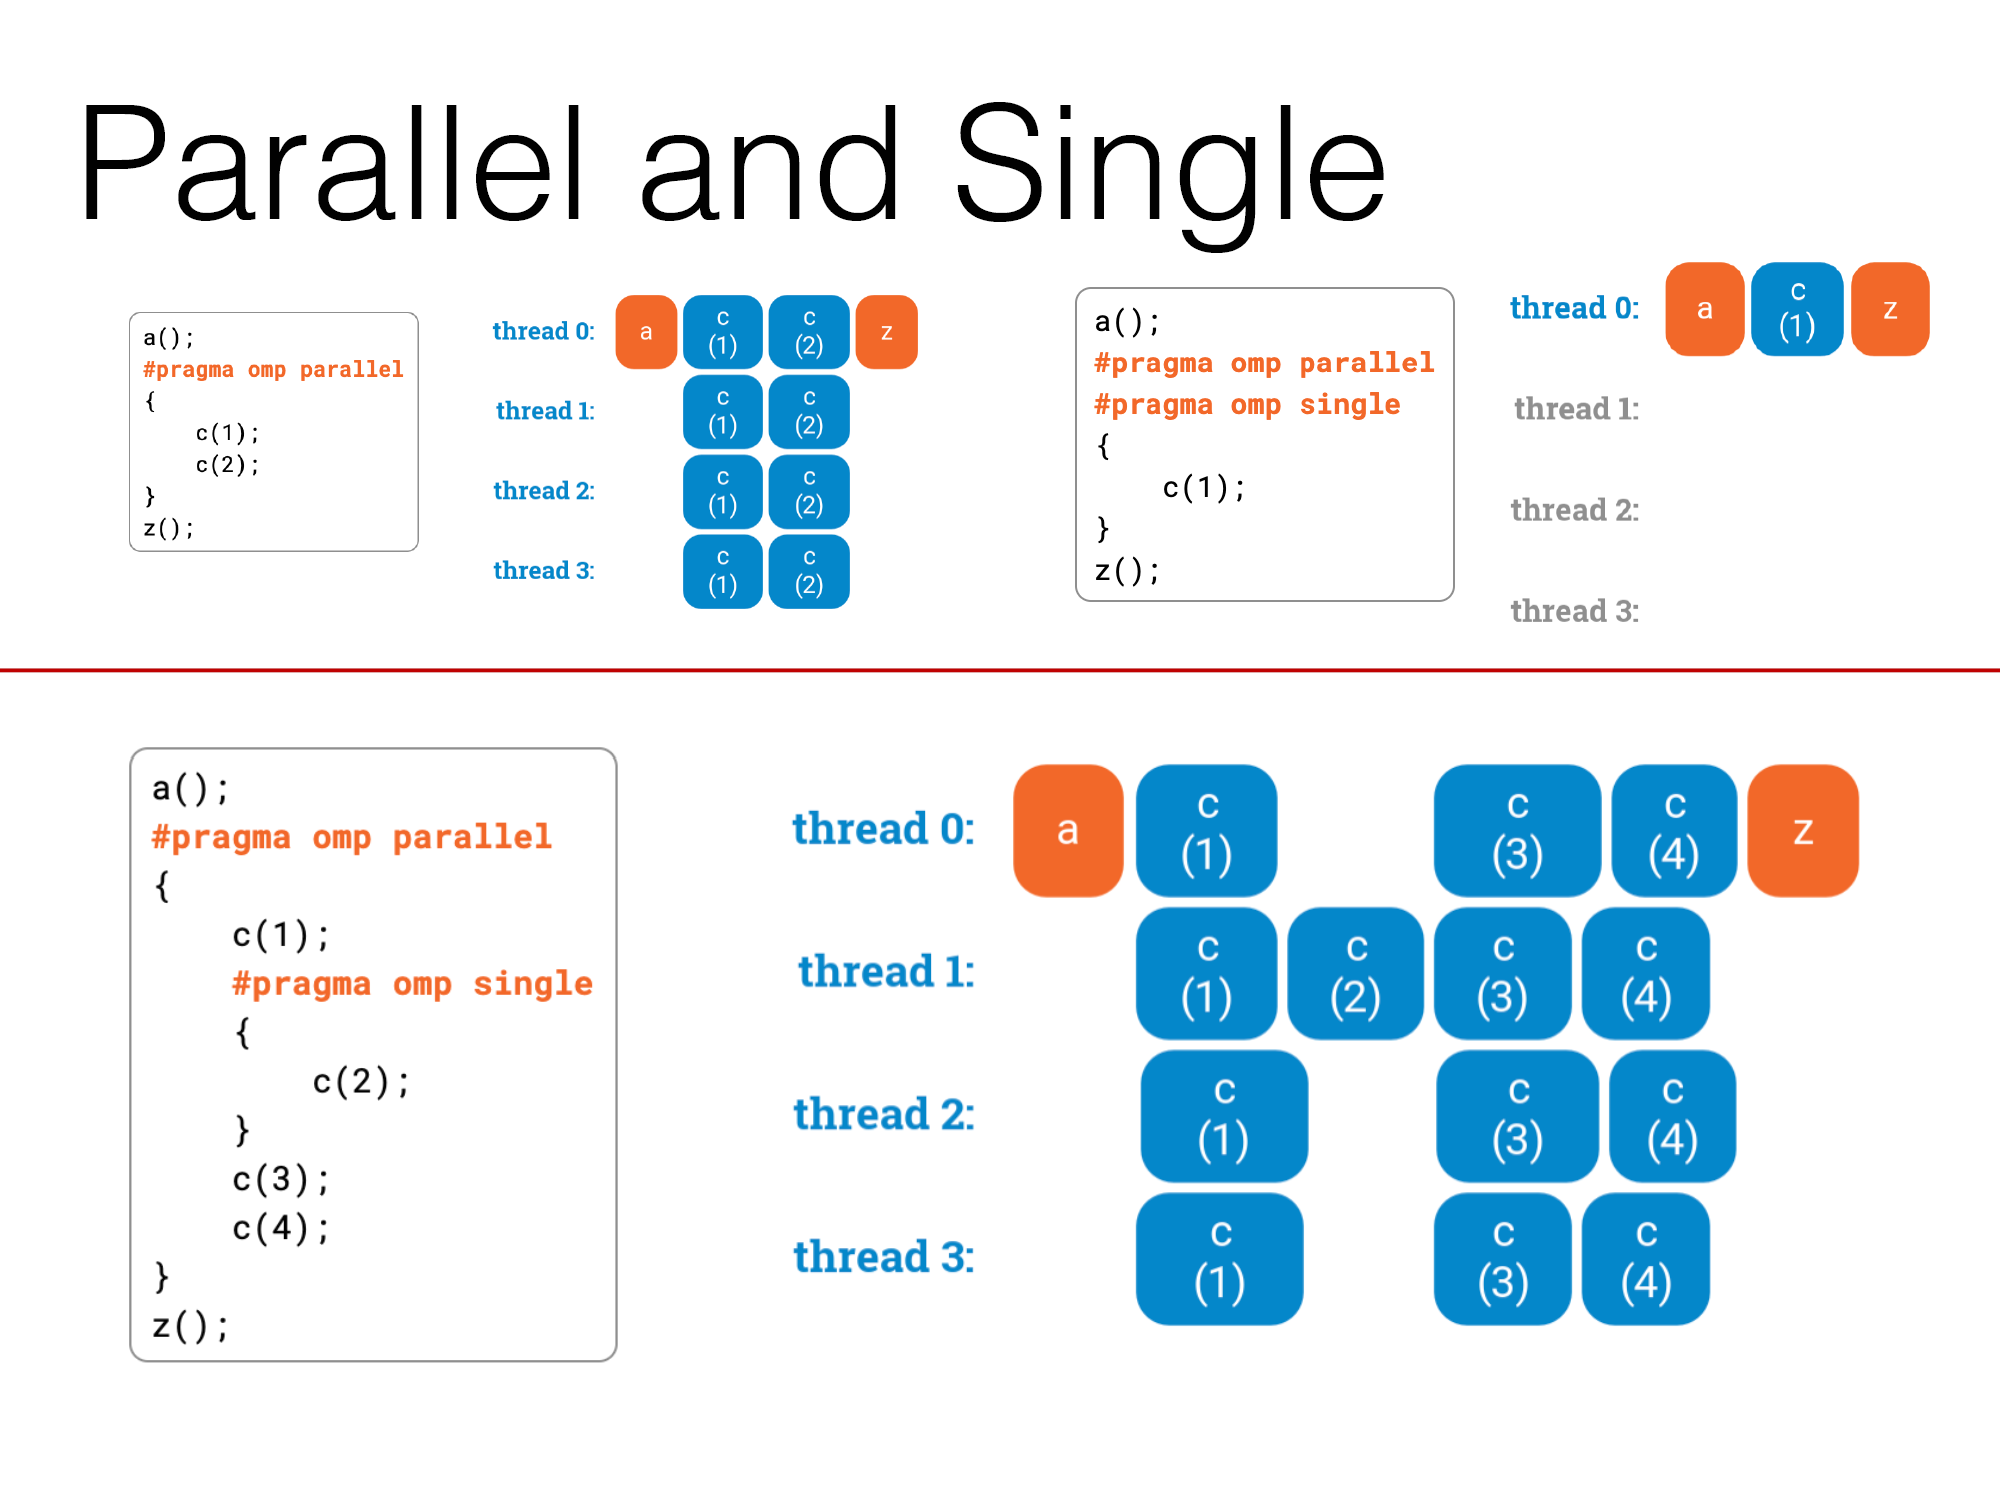 Parallel and Single
a();
#pragma omp parallel
{
    c(1);
    c(2);
}
z();
thread 0: a c (1) c (2) z
thread 1: c (1) c (2)
thread 2: c (1) c (2)
thread 3: c (1) c (2)
a();
#pragma omp parallel
#pragma omp single
{
    c(1);
}
z();
thread 0: a c (1) z
thread 1:
thread 2:
thread 3:
a();
#pragma omp parallel
{
    c(1);
    #pragma omp single
    {
        c(2);
    }
    c(3);
    c(4);
}
z();
thread 0: a c (1) c (3) c (4) z
thread 1: c (1) c (2) c (3) c (4)
thread 2: c (1) c (3) c (4)
thread 3: c (1) c (3) c (4)